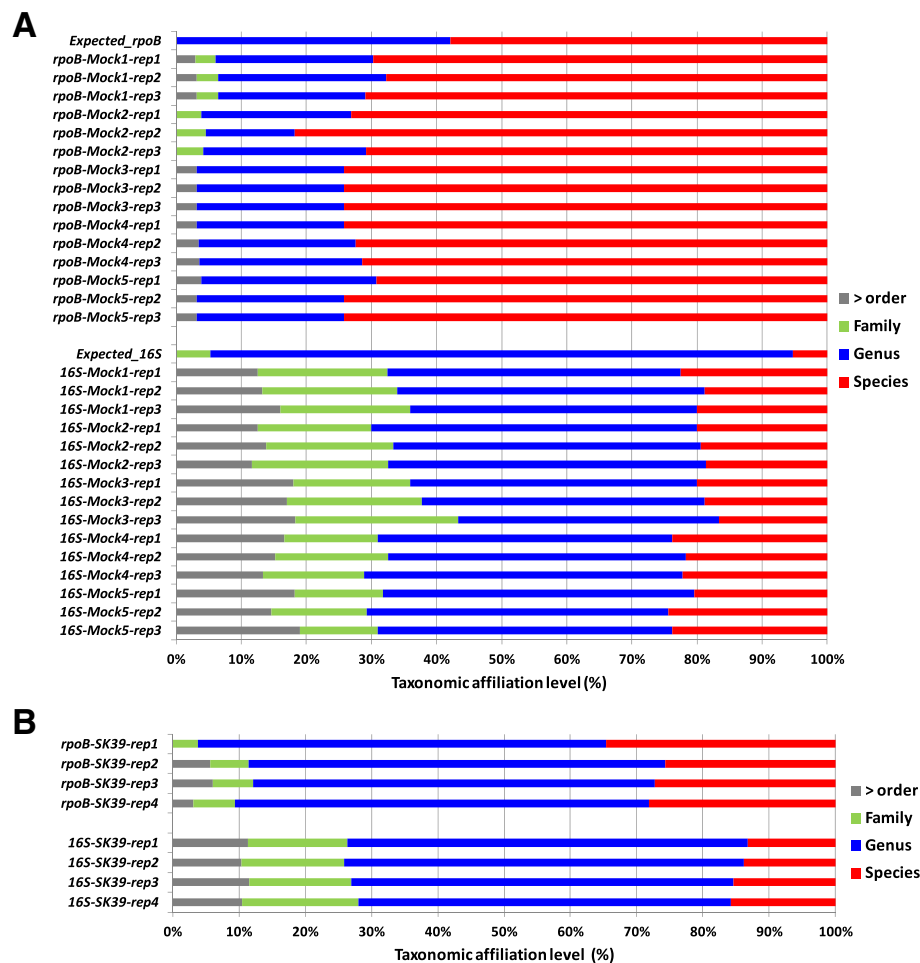 A
Expected_rpoB
rpoB-Mock1-rep1
rpoB-Mock1-rep2
rpoB-Mock1-rep3
rpoB-Mock2-rep1
rpoB-Mock2-rep2
rpoB-Mock2-rep3
rpoB-Mock3-rep1
rpoB-Mock3-rep2
rpoB-Mock3-rep3
rpoB-Mock4-rep1
rpoB-Mock4-rep2
rpoB-Mock4-rep3
rpoB-Mock5-rep1
rpoB-Mock5-rep2
rpoB-Mock5-rep3
Expected_16S
16S-Mock1-rep1
16S-Mock1-rep2
16S-Mock1-rep3
16S-Mock2-rep1
16S-Mock2-rep2
16S-Mock2-rep3
16S-Mock3-rep1
16S-Mock3-rep2
16S-Mock3-rep3
16S-Mock4-rep1
16S-Mock4-rep2
16S-Mock4-rep3
16S-Mock5-rep1
16S-Mock5-rep2
16S-Mock5-rep3
0% 10% 20% 30% 40% 50% 60% 70% 80% 90% 100%
Taxonomic affiliation level (%)
> order
Family
Genus
Species
B
rpoB-SK39-rep1
rpoB-SK39-rep2
rpoB-SK39-rep3
rpoB-SK39-rep4
16S-SK39-rep1
16S-SK39-rep2
16S-SK39-rep3
16S-SK39-rep4
0% 10% 20% 30% 40% 50% 60% 70% 80% 90% 100%
Taxonomic affiliation level (%)
> order
Family
Genus
Species